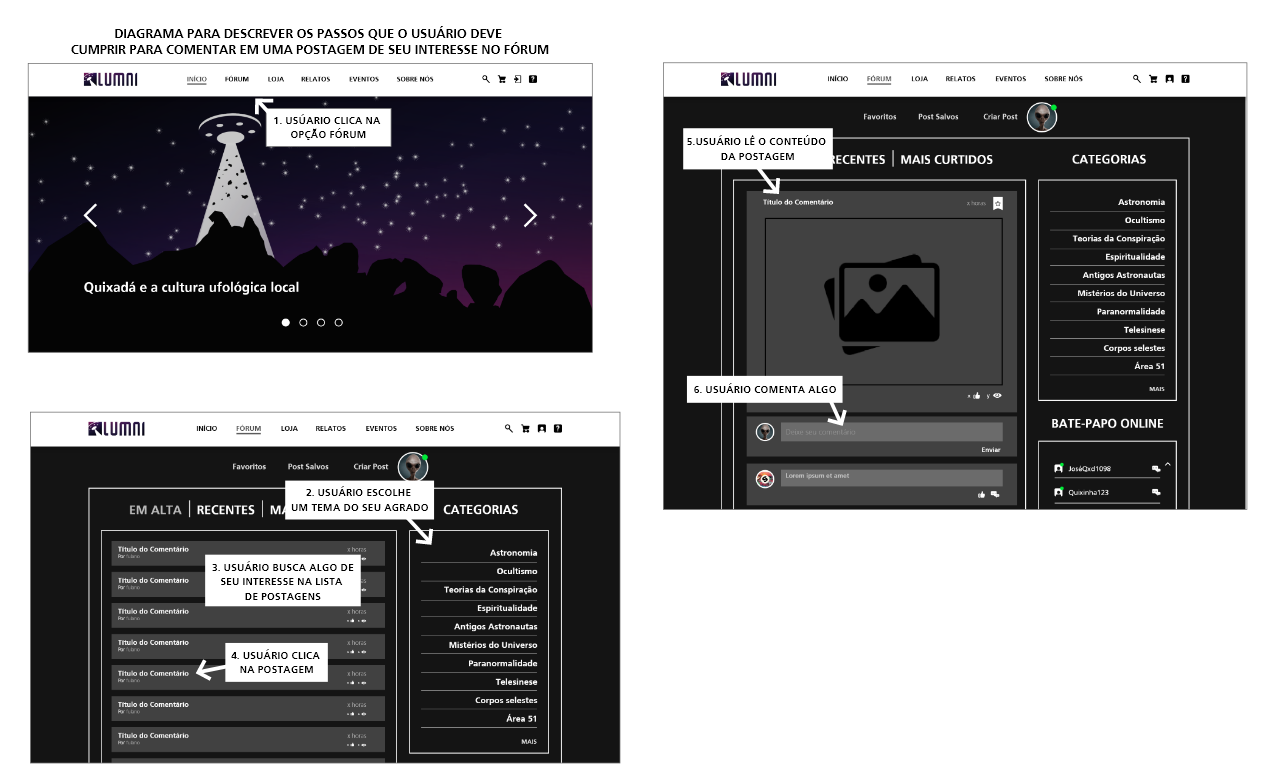 DIAGRAMA PARA DESCREVER OS PASSOS QUE O USUÁRIO DEVE
CUMPRIR PARA COMENTAR EM UMA POSTAGEM DE SEU INTERESSE NO FÓRUM
LUMNI INÍCIO FÓRUM LOJA RELATOS EVENTOS SOBRE NÓS
1. USÚARIO CLICA NA
OPÇÃO FÓRUM
Quixadá e a cultura ufológica local
LUMNI INÍCIO FÓRUM LOJA RELATOS EVENTOS SOBRE NÓS
Favoritos Post Salvos Criar Post
2. USUÁRIO ESCOLHE
UM TEMA DO SEU AGRADO
EM ALTA RECENTES CATEGORIAS
Título do Comentário x horas
Por fulano
3. USUÁRIO BUSCA ALGO DE
SEU INTERESSE NA LISTA
DE POSTAGENS
Título do Comentário
Por fulano
Título do Comentário x horas
Por fulano
Título do Comentário x horas
Por fulano
4. USUÁRIO CLICA
NA POSTAGEM
Título do Comentário x horas
Por fulano
Título do Comentário x horas
Por fulano
Título do Comentário x horas
Por fulano
Astronomia
Ocultismo
Teorias da Conspiração
Espiritualidade
Antigos Astronautas
Mistérios do Universo
Paranormalidade
Telesinese
Corpos selestes
Área 51
MAIS
LUMNI INÍCIO FÓRUM LOJA RELATOS EVENTOS SOBRE NÓS
Favoritos Post Salvos Criar Post
5.USUÁRIO LÊ O CONTEÚDO
DA POSTAGEM
RECENTES MAIS CURTIDOS
Título do Comentário x horas
x y
6. USUÁRIO COMENTA ALGO
Deixe seu comentário
Enviar
Lorem ipsum et amet
CATEGORIAS
Astronomia
Ocultismo
Teorias da Conspiração
Espiritualidade
Antigos Astronautas
Mistérios do Universo
Paranormalidade
Telesinese
Corpos selestes
Área 51
MAIS
BATE-PAPO ONLINE
JoséQxd1098
Quixinha123